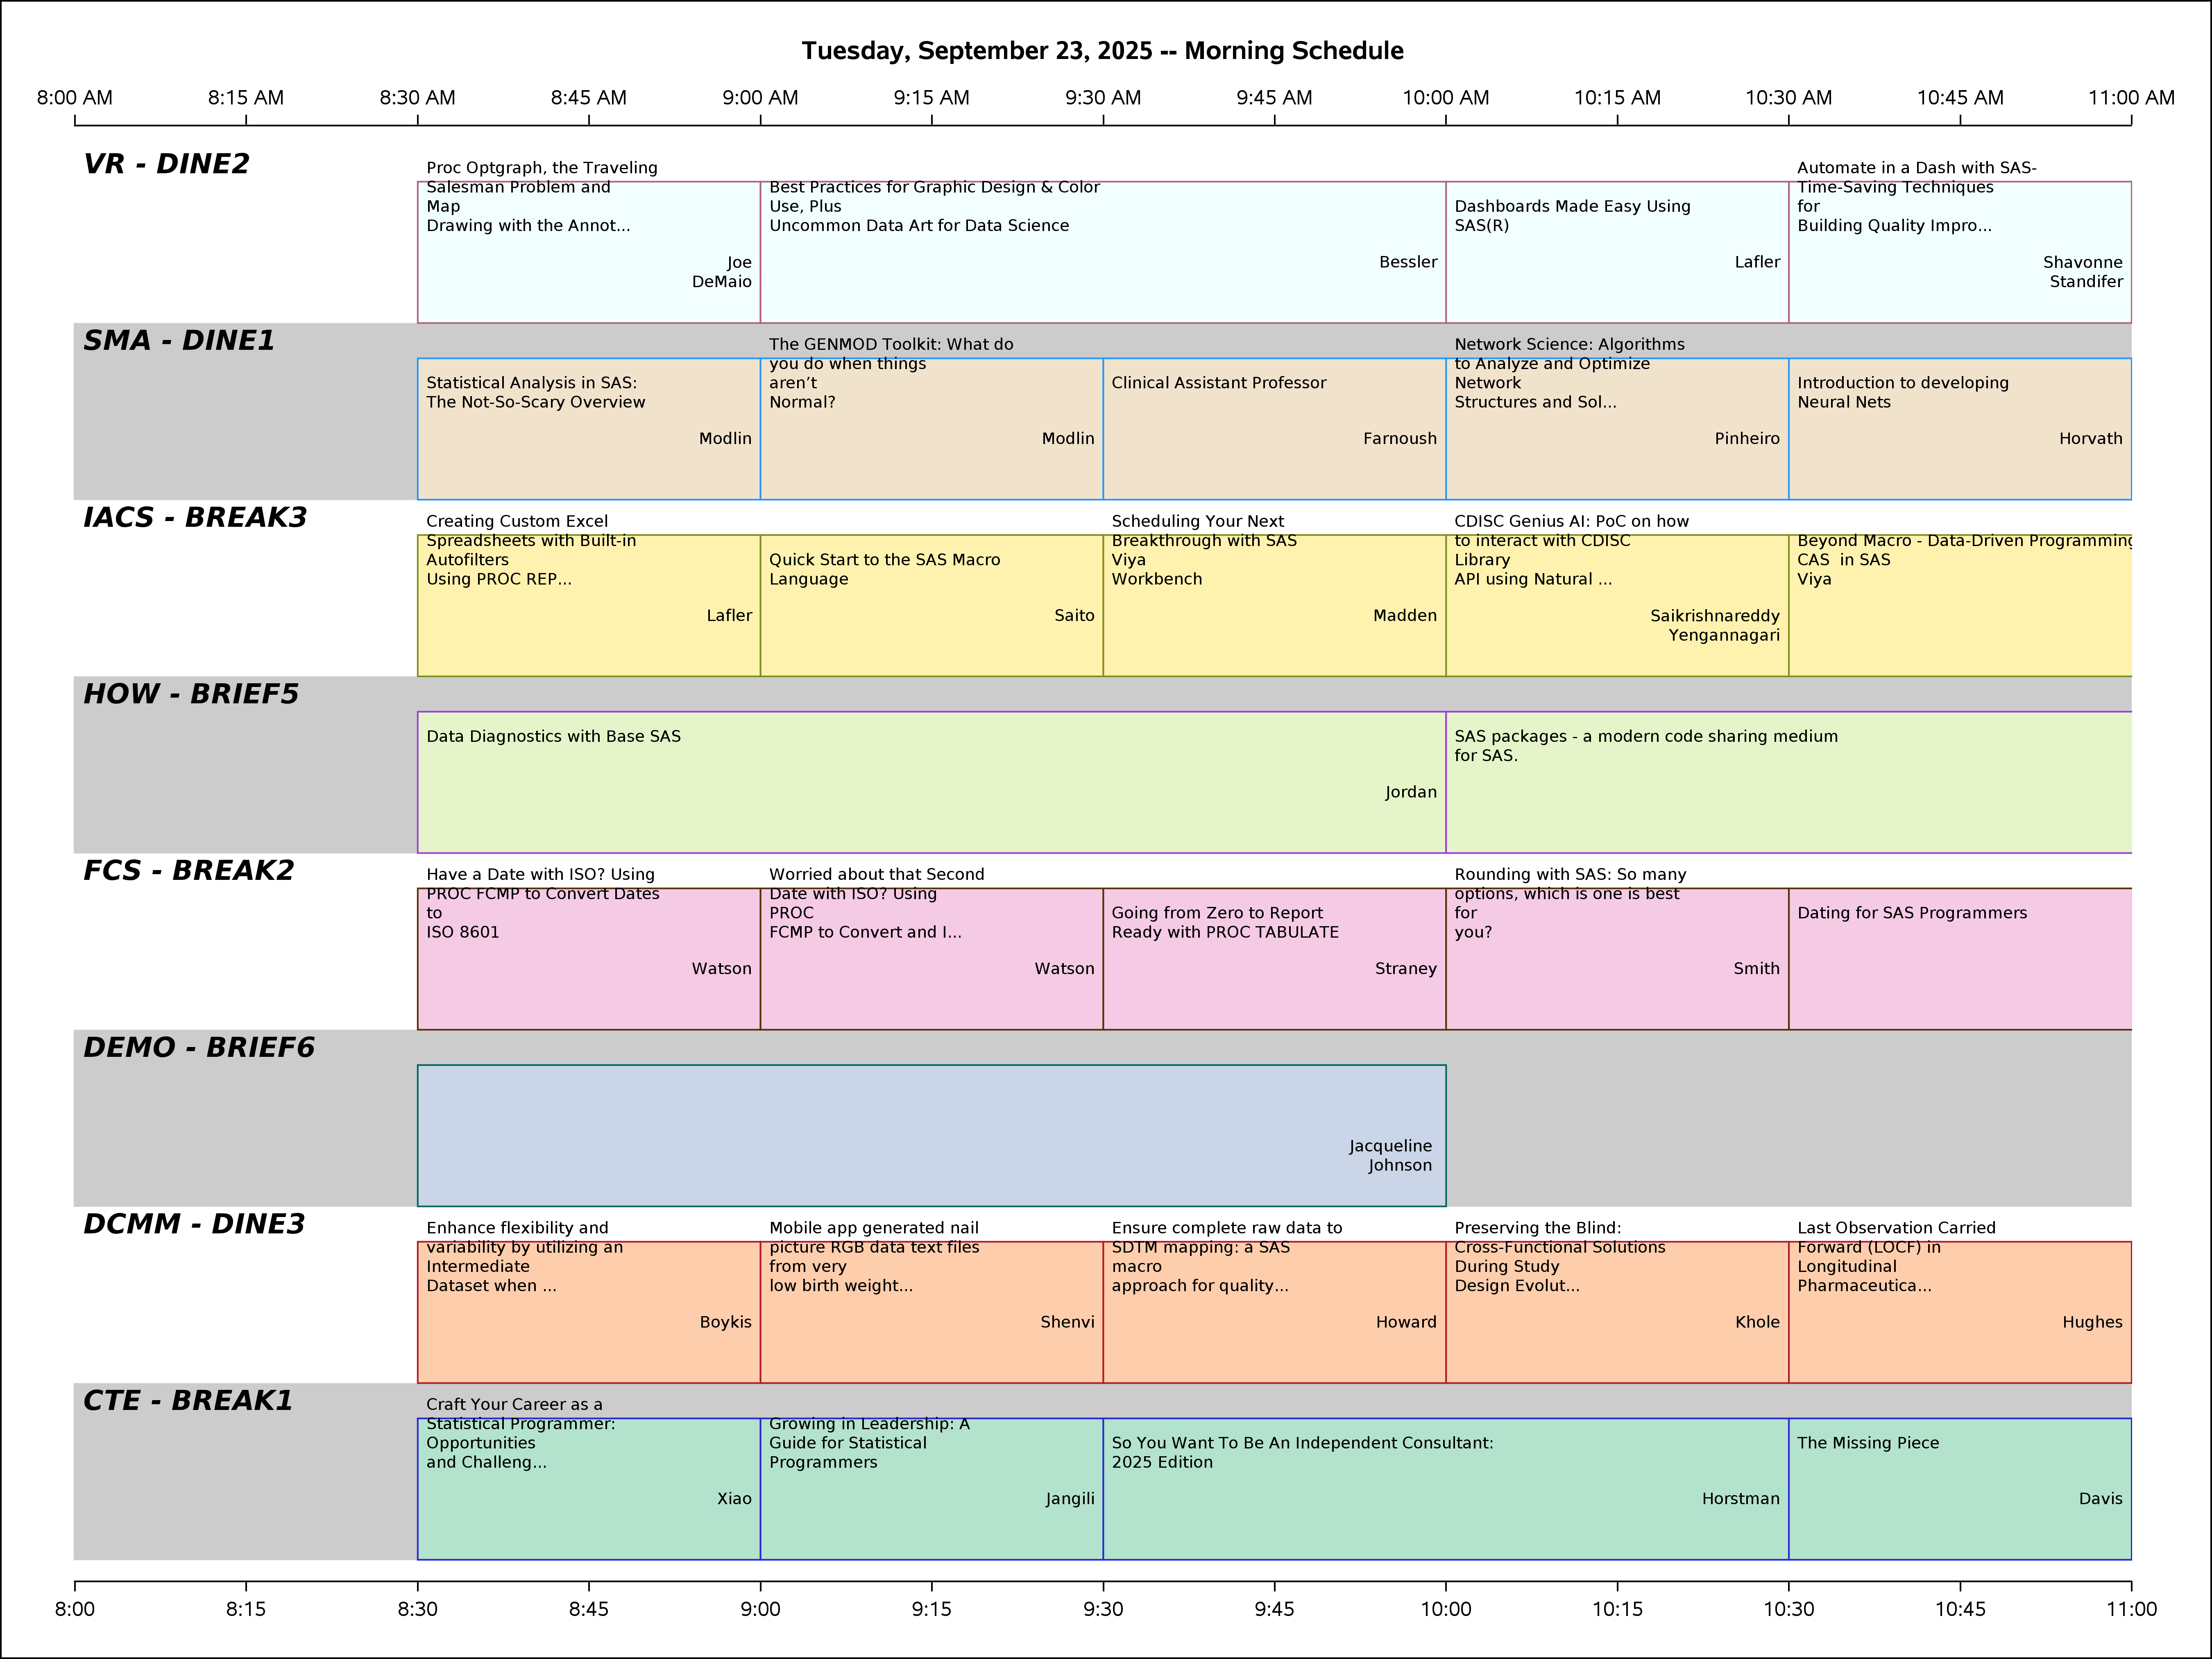 Tuesday, September 23, 2025 -- Morning Schedule
8:00 AM 8:15 AM 8:30 AM 8:45 AM 9:00 AM 9:15 AM 9:30 AM 9:45 AM 10:00 AM 10:15 AM 10:30 AM 10:45 AM 11:00 AM
VR - DINE2
Proc Optgraph, the Traveling
Salesman Problem and
Map
Drawing with the Annot...
Joe
DeMaio
Best Practices for Graphic Design & Color
Use, Plus
Uncommon Data Art for Data Science
Bessler
Dashboards Made Easy Using
SAS(R)
Lafler
Automate in a Dash with SAS-
Time-Saving Techniques
for
Building Quality Impro...
Shavonne
Standifer
SMA - DINE1
Statistical Analysis in SAS:
The Not-So-Scary Overview
Modlin
The GENMOD Toolkit: What do
you do when things
aren’t
Normal?
Modlin
Clinical Assistant Professor
Farnoush
Network Science: Algorithms
to Analyze and Optimize
Network
Structures and Sol...
Pinheiro
Introduction to developing
Neural Nets
Horvath
IACS - BREAK3
Creating Custom Excel
Spreadsheets with Built-in
Autofilters
Using PROC REP...
Lafler
Quick Start to the SAS Macro
Language
Saito
Scheduling Your Next
Breakthrough with SAS
Viya
Workbench
Madden
CDISC Genius AI: PoC on how
to interact with CDISC
Library
API using Natural ...
Saikrishnareddy
Yengannagari
Beyond Macro - Data-Driven Programming
CAS in SAS
Viya
HOW - BRIEF5
Data Diagnostics with Base SAS
Jordan
SAS packages - a modern code sharing medium
for SAS.
FCS - BREAK2
Have a Date with ISO? Using
PROC FCMP to Convert Dates
to
ISO 8601
Watson
Worried about that Second
Date with ISO? Using
PROC
FCMP to Convert and I...
Watson
Going from Zero to Report
Ready with PROC TABULATE
Straney
Rounding with SAS: So many
options, which is one is best
for
you?
Smith
Dating for SAS Programmers
DEMO - BRIEF6
Jacqueline
Johnson
DCMM - DINE3
Enhance flexibility and
variability by utilizing an
Intermediate
Dataset when ...
Boykis
Mobile app generated nail
picture RGB data text files
from very
low birth weight...
Shenvi
Ensure complete raw data to
SDTM mapping: a SAS
macro
approach for quality...
Howard
Preserving the Blind:
Cross-Functional Solutions
During Study
Design Evolut...
Khole
Last Observation Carried
Forward (LOCF) in
Longitudinal
Pharmaceutica...
Hughes
CTE - BREAK1
Craft Your Career as a
Statistical Programmer:
Opportunities
and Challeng...
Xiao
Growing in Leadership: A
Guide for Statistical
Programmers
Jangili
So You Want To Be An Independent Consultant:
2025 Edition
Horstman
The Missing Piece
Davis
8:00 8:15 8:30 8:45 9:00 9:15 9:30 9:45 10:00 10:15 10:30 10:45 11:00